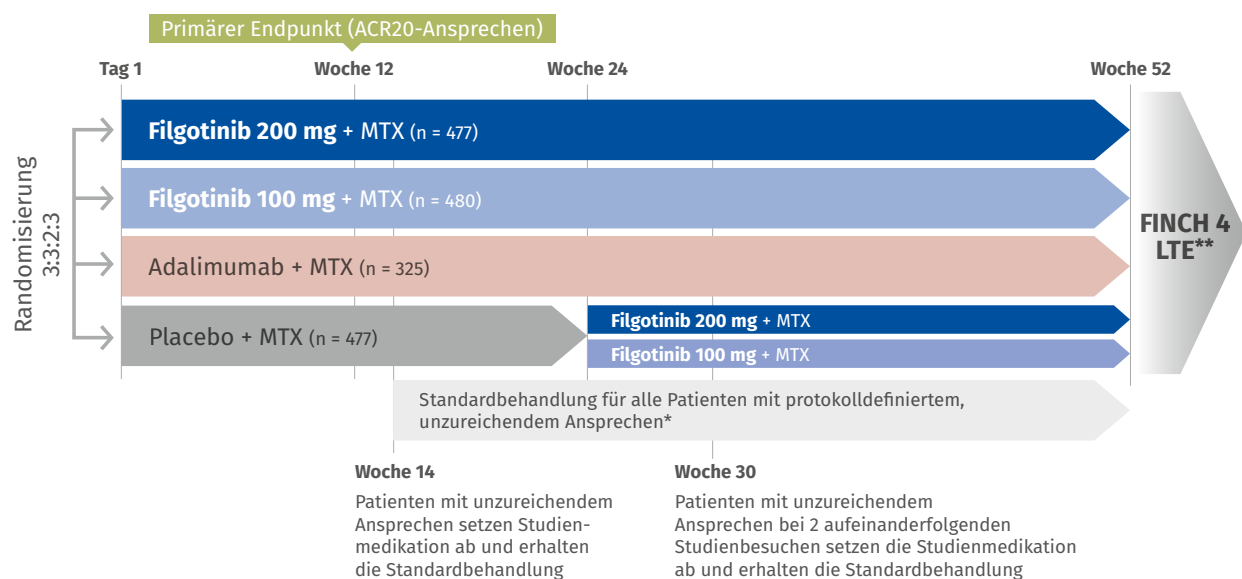 Primärer Endpunkt (ACR20-Ansprechen)
Tag 1
Woche 12
Woche 24
Woche 52
Randomisierung
3:3:2:3
Filgotinib 200 mg + MTX (n = 477)
Filgotinib 100 mg + MTX (n = 480)
Adalimumab + MTX (n = 325)
Placebo + MTX (n = 477)
Filgotinib 200 mg + MTX
Filgotinib 100 mg + MTX
FINCH 4
LTE**
Standardbehandlung für alle Patienten mit protokolldefiniertem,
unzureichendem Ansprechen*
Woche 14
Patienten mit unzureichendem
Ansprechen setzen Studien-
medikation ab und erhalten
die Standardbehandlung
Woche 30
Patienten mit unzureichendem
Ansprechen bei 2 aufeinanderfolgenden
Studienbesuchen setzen die Studienmedikation
ab und erhalten die Standardbehandlung